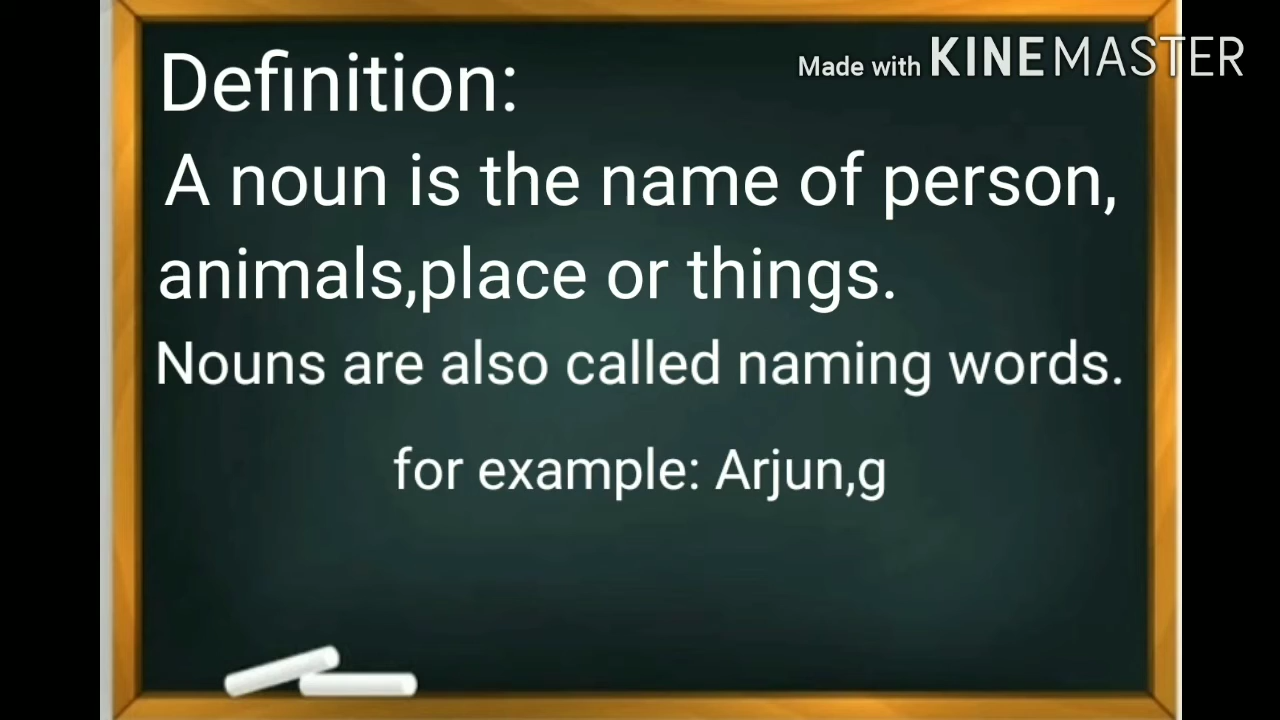 Made with KINEMASTER
Definition:
A noun is the name of person,
animals,place or things.
Nouns are also called naming words.
for example: Arjun,g